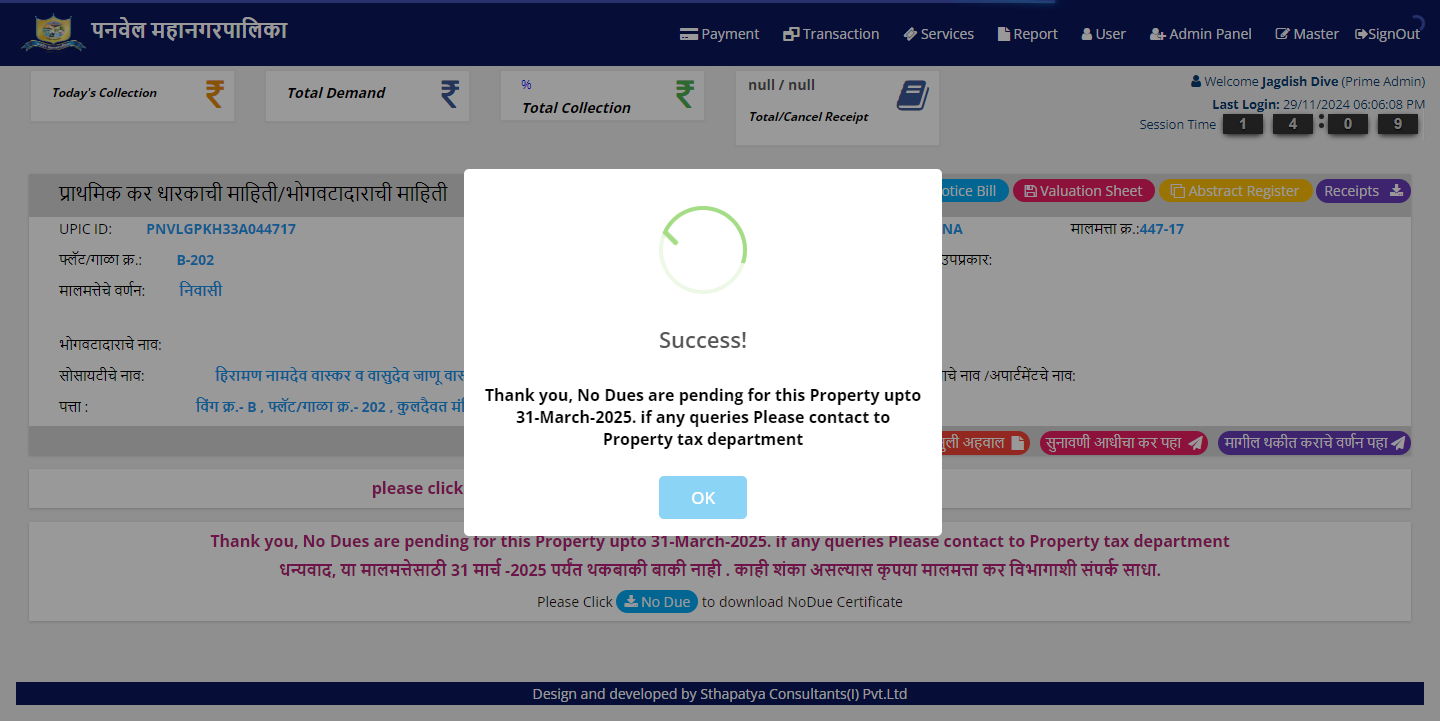 पनवेल महानगरपालिका
Payment Transaction Services Report User Admin Panel Master SignOut
Today's Collection
Total Demand
%
Total Collection
null / null
Total/Cancel Receipt
Welcome Jagdish Dive (Prime Admin)
Last Login: 29/11/2024 06:06:08 PM
Session Time 1 4 : 0 9
प्राथमिक कर धारकाची माहिती/भोगवटादाराची माहिती
Bill Valuation Sheet Abstract Register Receipts
UPIC ID: PNVLGPKH33A044717 NA मालमत्ता क्र.:447-17
फ्लॅट/गाळा क्र.: B-202 उपप्रकार:
मालमत्तेचे वर्णन: निवासी
भोगवटादाराचे नाव:
सोसायटीचे नाव: हिरामण नामदेव वास्कर व वासुदेव जाणू नाव /अपार्टमेंटचे नाव:
पत्ता : विंग क्र.- B , फ्लॅट/गाळा क्र.- 202 , कुलदैवत
अहवाल सुनावणी आधीचा कर पहा मागील थकीत कराचे वर्णन पहा
please click
Success!
Thank you, No Dues are pending for this Property upto
31-March-2025. if any queries Please contact to
Property tax department
OK
Thank you, No Dues are pending for this Property upto 31-March-2025. if any queries Please contact to Property tax department
धन्यवाद, या मालमत्तेसाठी 31 मार्च -2025 पर्यंत थकबाकी बाकी नाही . काही शंका असल्यास कृपया मालमत्ता कर विभागाशी संपर्क साधा.
Please Click No Due to download NoDue Certificate
Design and developed by Sthapatya Consultants(I) Pvt.Ltd